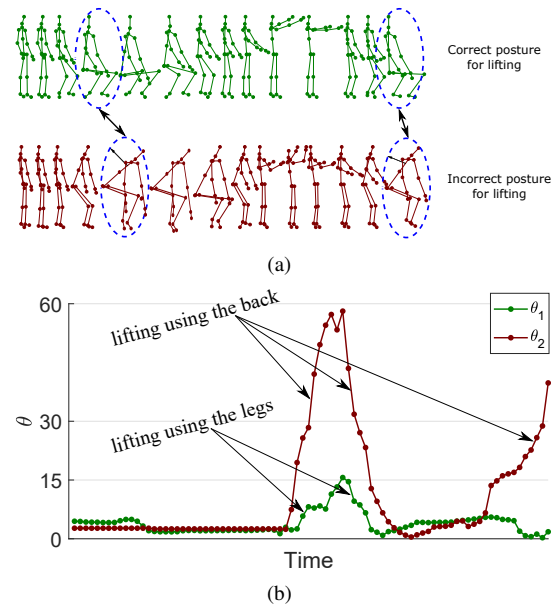 Correct posture
for lifting
Incorrect posture
for lifting
(a)
60
30
15
0
θ
lifting using the back
lifting using the legs
θ1
θ2
Time
(b)